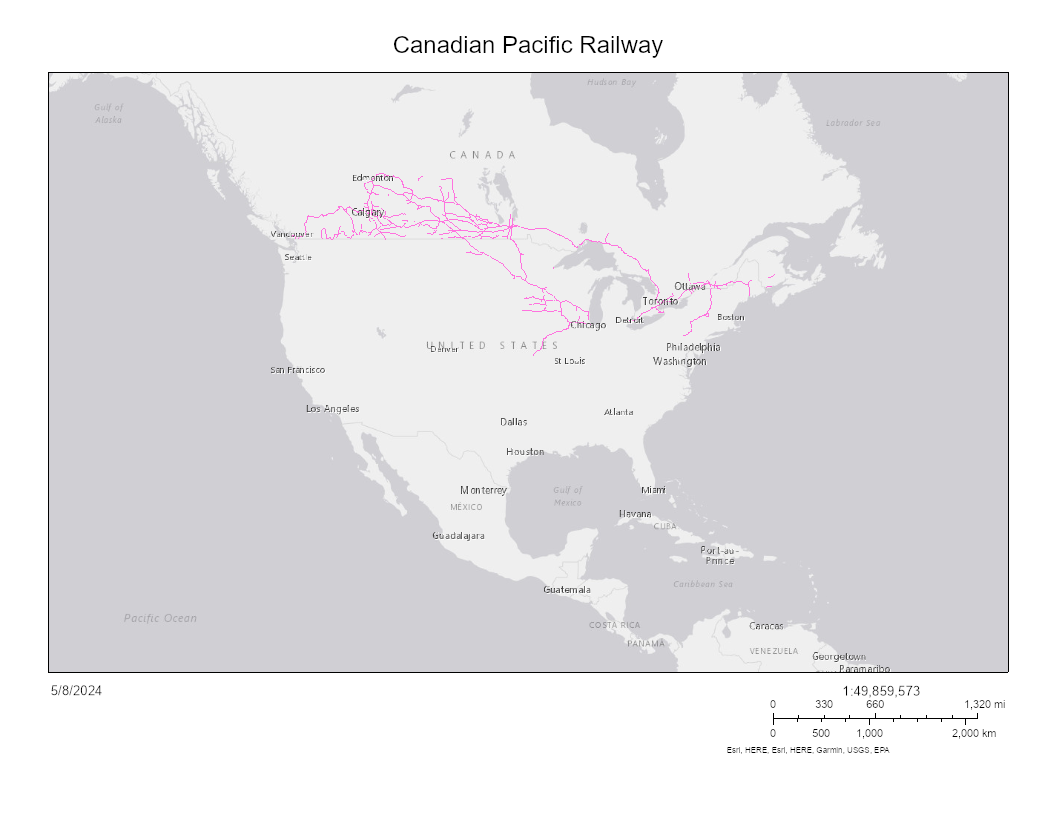 Canadian Pacific Railway
Hudson Bay
Gulf of
Alaska
Labrador Sea
CANADA
Edmonton
Calgary
Vancouver
Seattle
Ottawa
Toronto
Boston
Detroit
Chicago
UNITED STATES
Denver
Philadelphia
St Louis
Washington
San Francisco
Los Angeles
Atlanta
Dallas
Houston
Monterrey
Gulf of
Mexico
Miami
MÉXICO
Havana
CUBA
Guadalajara
Port-au-
Prince
Caribbean Sea
Guatemala
Pacific Ocean
COSTA RICA
Caracas
PANAMÁ
VENEZUELA
Georgetown
Paramaribo
5/8/2024
1:49,859,573
0 330 660 1,320 mi
0 500 1,000 2,000 km
Esri, HERE, Esri, HERE, Garmin, USGS, EPA